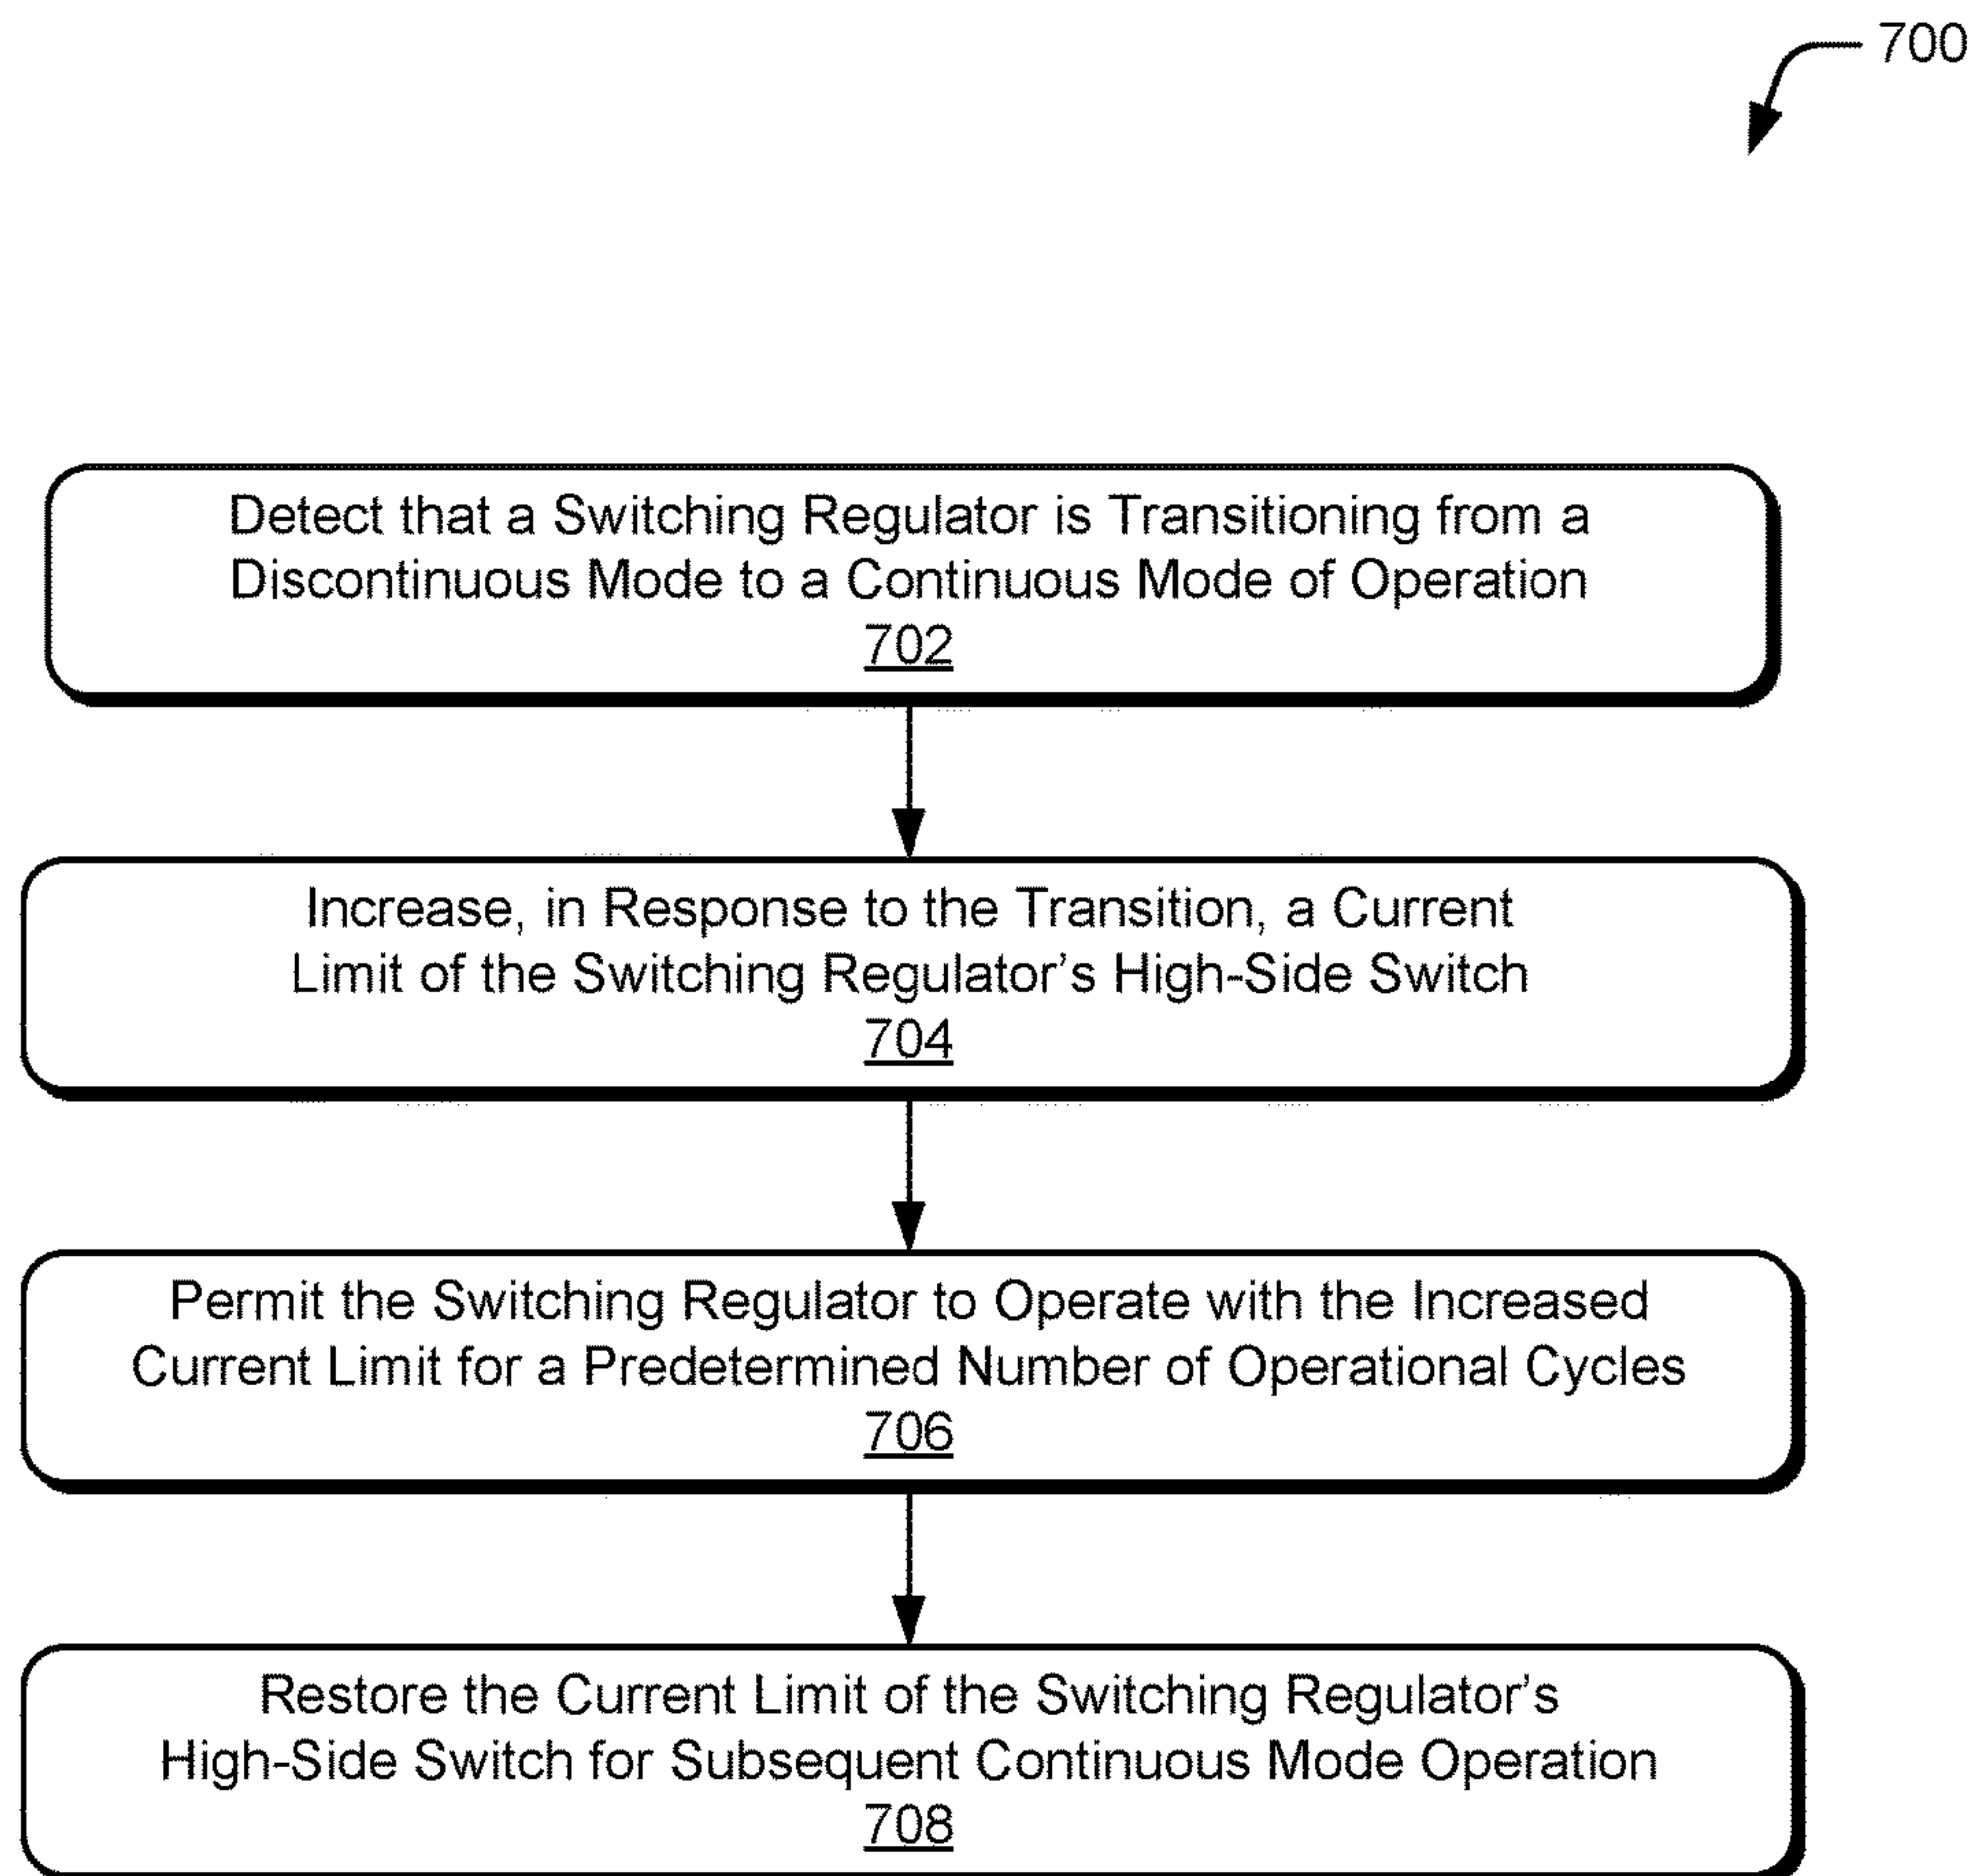 700
Detect that a Switching Regulator is Transitioning from a
Discontinuous Mode to a Continuous Mode of Operation
702
Increase, in Response to the Transition, a Current
Limit of the Switching Regulator's High-Side Switch
704
Permit the Switching Regulator to Operate with the Increased
Current Limit for a Predetermined Number of Operational Cycles
706
Restore the Current Limit of the Switching Regulator's
High-Side Switch for Subsequent Continuous Mode Operation
708